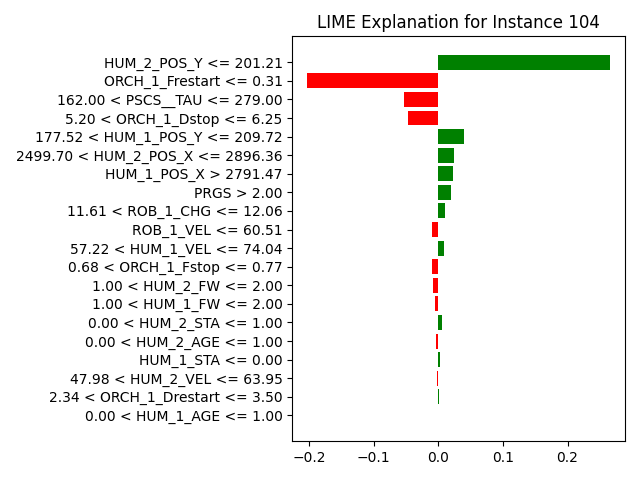 LIME Explanation for Instance 104
HUM_2_POS_Y <= 201.21
ORCH_1_Frestart <= 0.31
162.00 < PSCS__TAU <= 279.00
5.20 < ORCH_1_Dstop <= 6.25
177.52 < HUM_1_POS_Y <= 209.72
2499.70 < HUM_2_POS_X <= 2896.36
HUM_1_POS_X > 2791.47
PRGS > 2.00
11.61 < ROB_1_CHG <= 12.06
ROB_1_VEL <= 60.51
57.22 < HUM_1_VEL <= 74.04
0.68 < ORCH_1_Fstop <= 0.77
1.00 < HUM_2_FW <= 2.00
1.00 < HUM_1_FW <= 2.00
0.00 < HUM_2_STA <= 1.00
0.00 < HUM_2_AGE <= 1.00
HUM_1_STA <= 0.00
47.98 < HUM_2_VEL <= 63.95
2.34 < ORCH_1_Drestart <= 3.50
0.00 < HUM_1_AGE <= 1.00
−0.2 −0.1 0.0 0.1 0.2